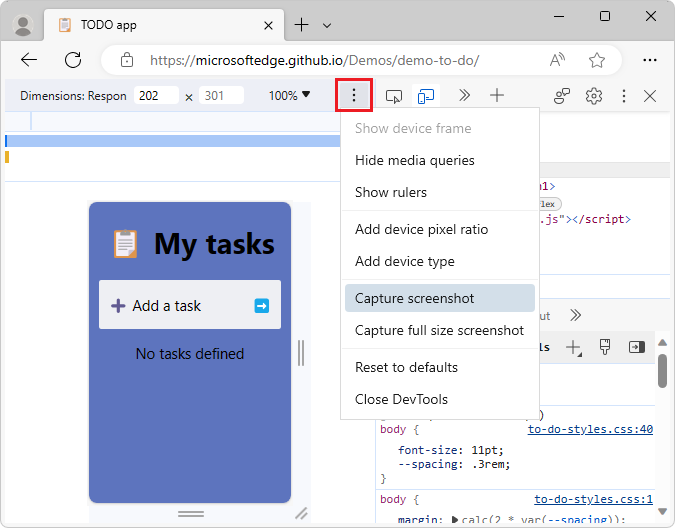 TODO app
https://microsoftedge.github.io/Demos/demo-to-do/
Dimensions: Respon 202 × 301 100%
Show device frame
Hide media queries
Show rulers
Add device pixel ratio
Add device type
Capture screenshot
Capture full size screenshot
Reset to defaults
Close DevTools
My tasks
Add a task
No tasks defined
1>
flex
.js"></script>
out
ls
)
body { to-do-styles.css:40
font-size: 11pt;
--spacing: .3rem;
}
body { to-do-styles.css:1
margin: calc(2 * var(--spacing));